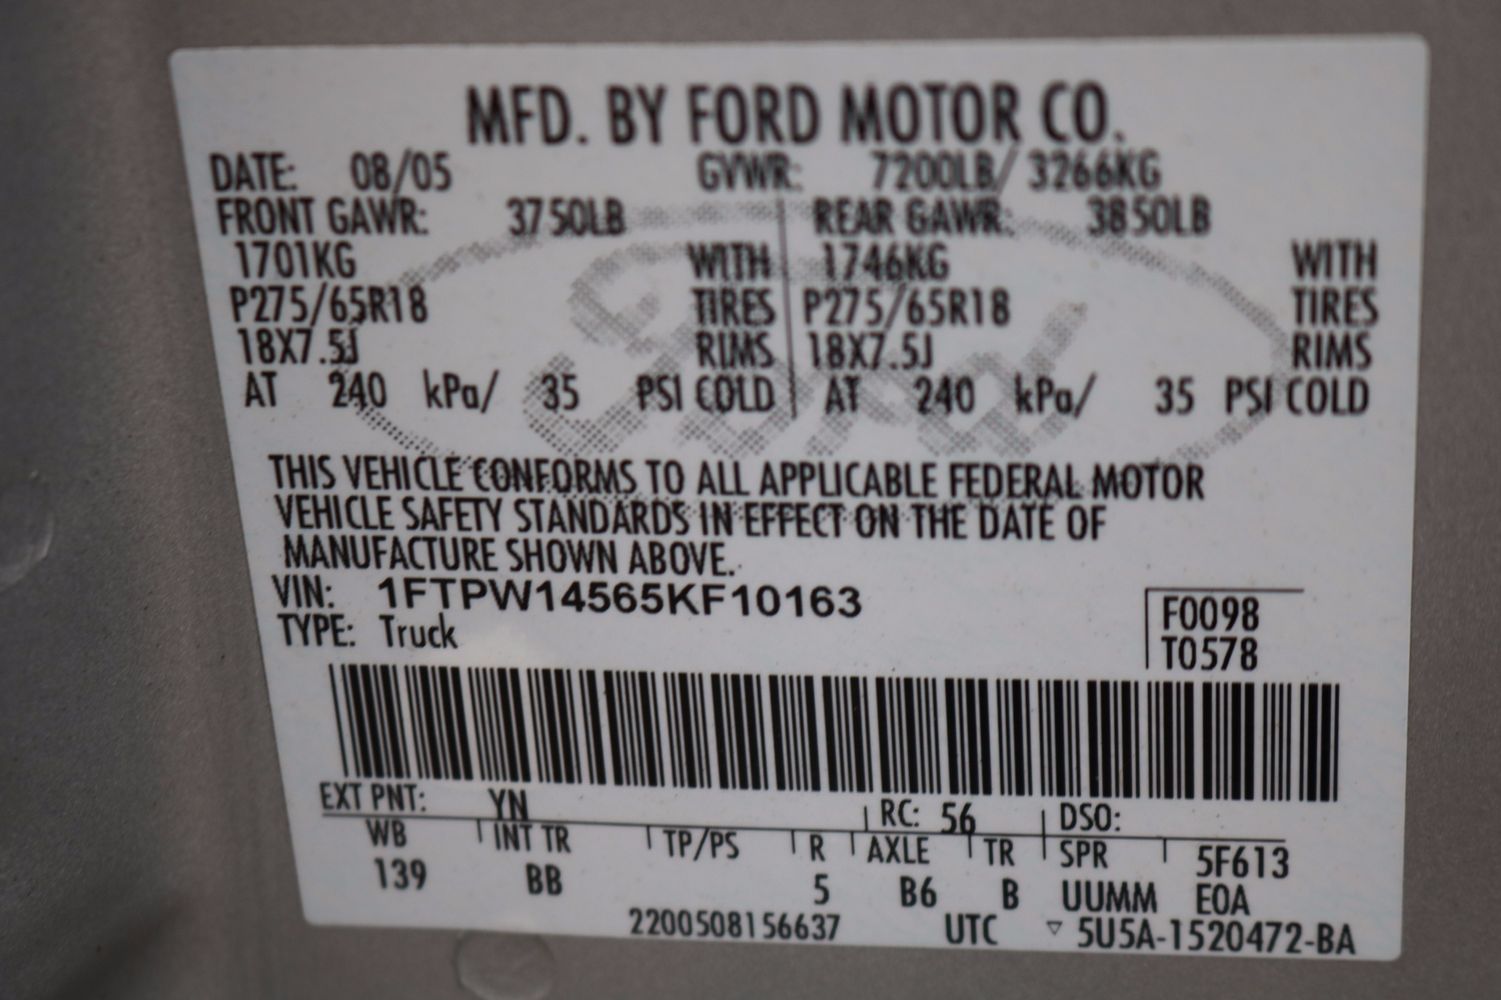 MFD. BY FORD MOTOR CO.
DATE: 08/05 GVWR: 7200LB/ 3266KG
FRONT GAWR: 3750LB REAR GAWR: 3850LB
1701KG WITH 1746KG WITH
P275/65R18 TIRES P275/65R18 TIRES
18X7.5J RIMS 18X7.5J RIMS
AT 240 kPa/ 35 PSI COLD AT 240 kPa/ 35 PSI COLD
Ford
THIS VEHICLE CONFORMS TO ALL APPLICABLE FEDERAL MOTOR
VEHICLE SAFETY STANDARDS IN EFFECT ON THE DATE OF
MANUFACTURE SHOWN ABOVE.
VIN: 1FTPW14565KF10163 F0098
TYPE: Truck T0578
EXT PNT: YN RC: 56 DSO:
WB INT TR TP/PS R AXLE TR SPR 5F613
139 BB 5 B6 B UUMM EOA
2200508156637 UTC ▽ 5U5A-1520472-BA